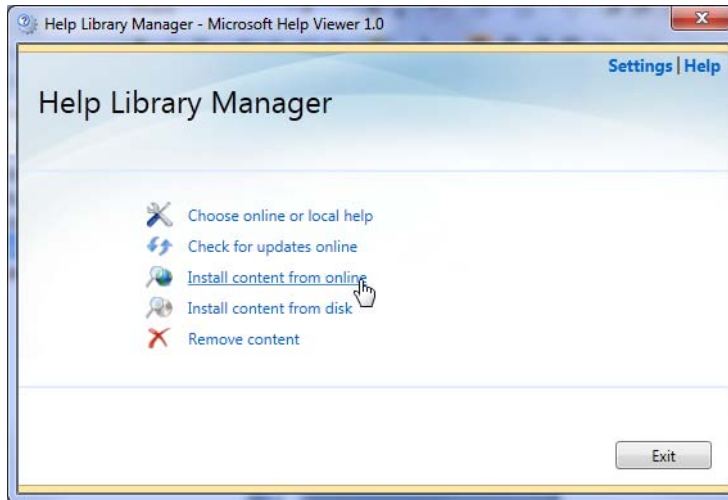 Help Library Manager - Microsoft Help Viewer 1.0
Settings | Help
Help Library Manager
Choose online or local help
Check for updates online
Install content from online
Install content from disk
Remove content
Exit